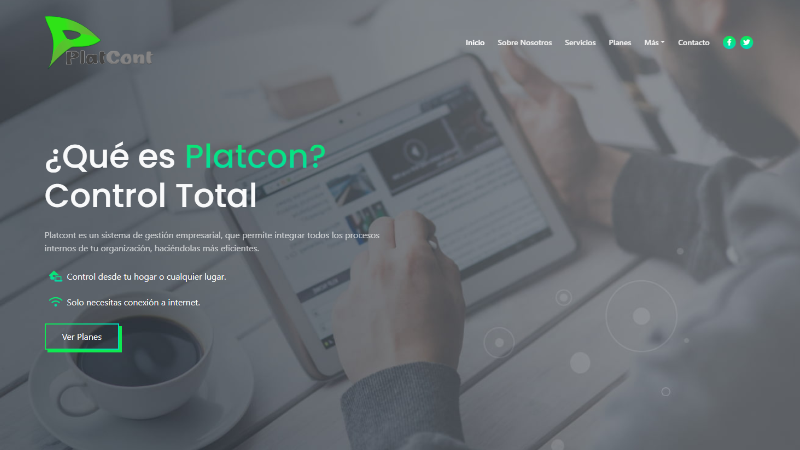 PlatCont
Inicio Sobre Nosotros Servicios Planes Más Contacto
¿Qué es Platcon?
Control Total
Platcont es un sistema de gestión empresarial, que permite integrar todos los procesos
internos de tu organización, haciéndolas más eficientes.
Control desde tu hogar o cualquier lugar.
Solo necesitas conexión a internet.
Ver Planes